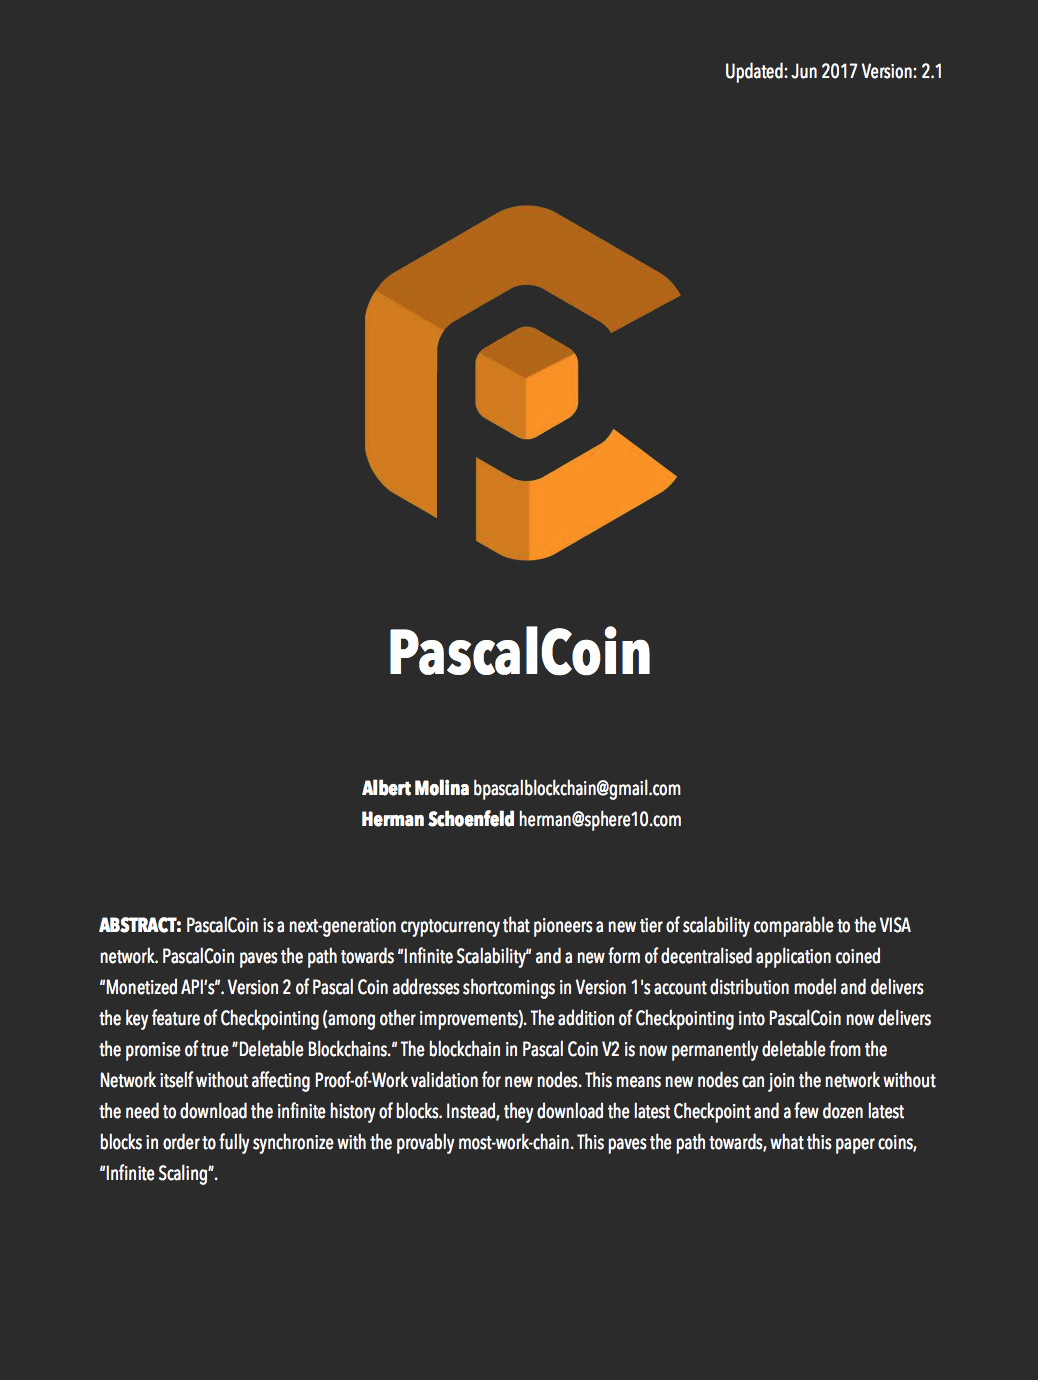 Updated: Jun 2017 Version: 2.1
PascalCoin
Albert Molina bpascalblockchain@gmail.com
Herman Schoenfeld herman@sphere10.com
ABSTRACT: PascalCoin is a next-generation cryptocurrency that pioneers a new tier of scalability comparable to the VISA
network. PascalCoin paves the path towards "Infinite Scalability" and a new form of decentralised application coined
"Monetized API's". Version 2 of Pascal Coin addresses shortcomings in Version 1's account distribution model and delivers
the key feature of Checkpointing (among other improvements). The addition of Checkpointing into PascalCoin now delivers
the promise of true "Deletable Blockchains." The blockchain in Pascal Coin V2 is now permanently deletable from the
Network itself without affecting Proof-of-Work validation for new nodes. This means new nodes can join the network without
the need to download the infinite history of blocks. Instead, they download the latest Checkpoint and a few dozen latest
blocks in order to fully synchronize with the provably most-work-chain. This paves the path towards, what this paper coins,
"Infinite Scaling".